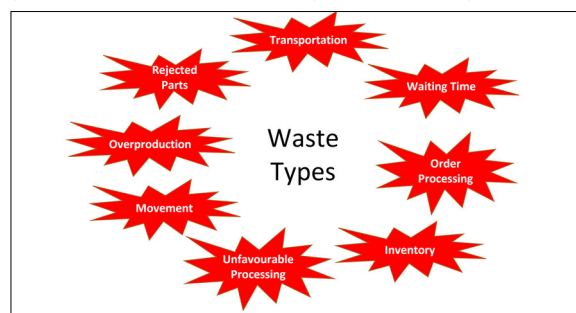 Transportation
Rejected
Parts
Waiting Time
Overproduction
Waste
Types
Order
Processing
Movement
Unfavourable
Processing
Inventory